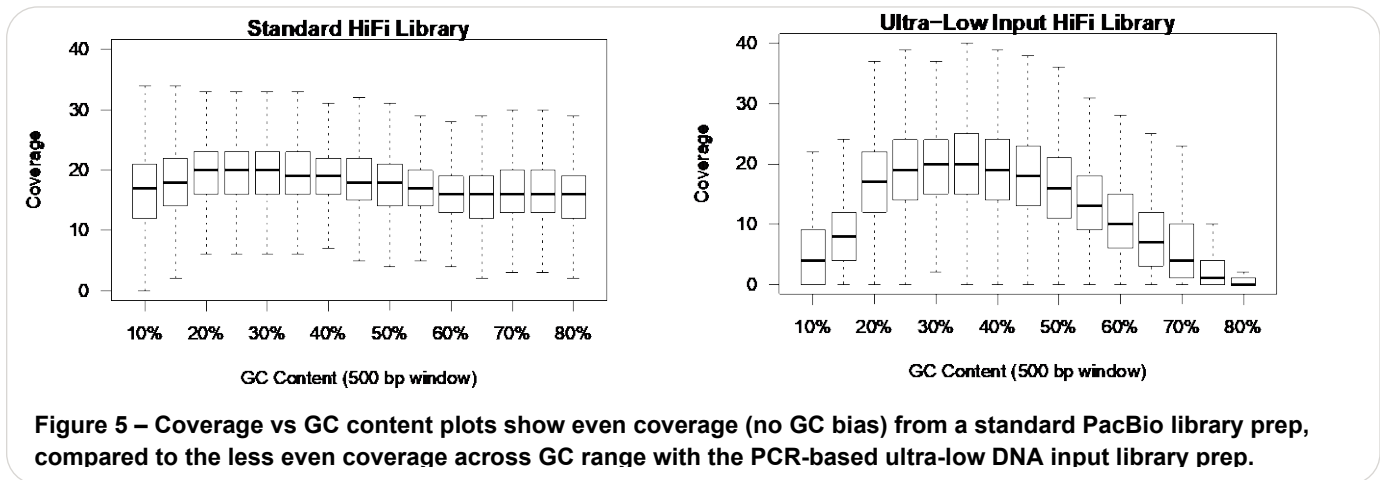 Standard HiFi Library
40
30
20
10
0
Coverage
10% 20% 30% 40% 50% 60% 70% 80%
GC Content (500 bp window)
Ultra-Low Input HiFi Library
40
30
20
10
0
Coverage
10% 20% 30% 40% 50% 60% 70% 80%
GC Content (500 bp window)
Figure 5 – Coverage vs GC content plots show even coverage (no GC bias) from a standard PacBio library prep,
compared to the less even coverage across GC range with the PCR-based ultra-low DNA input library prep.